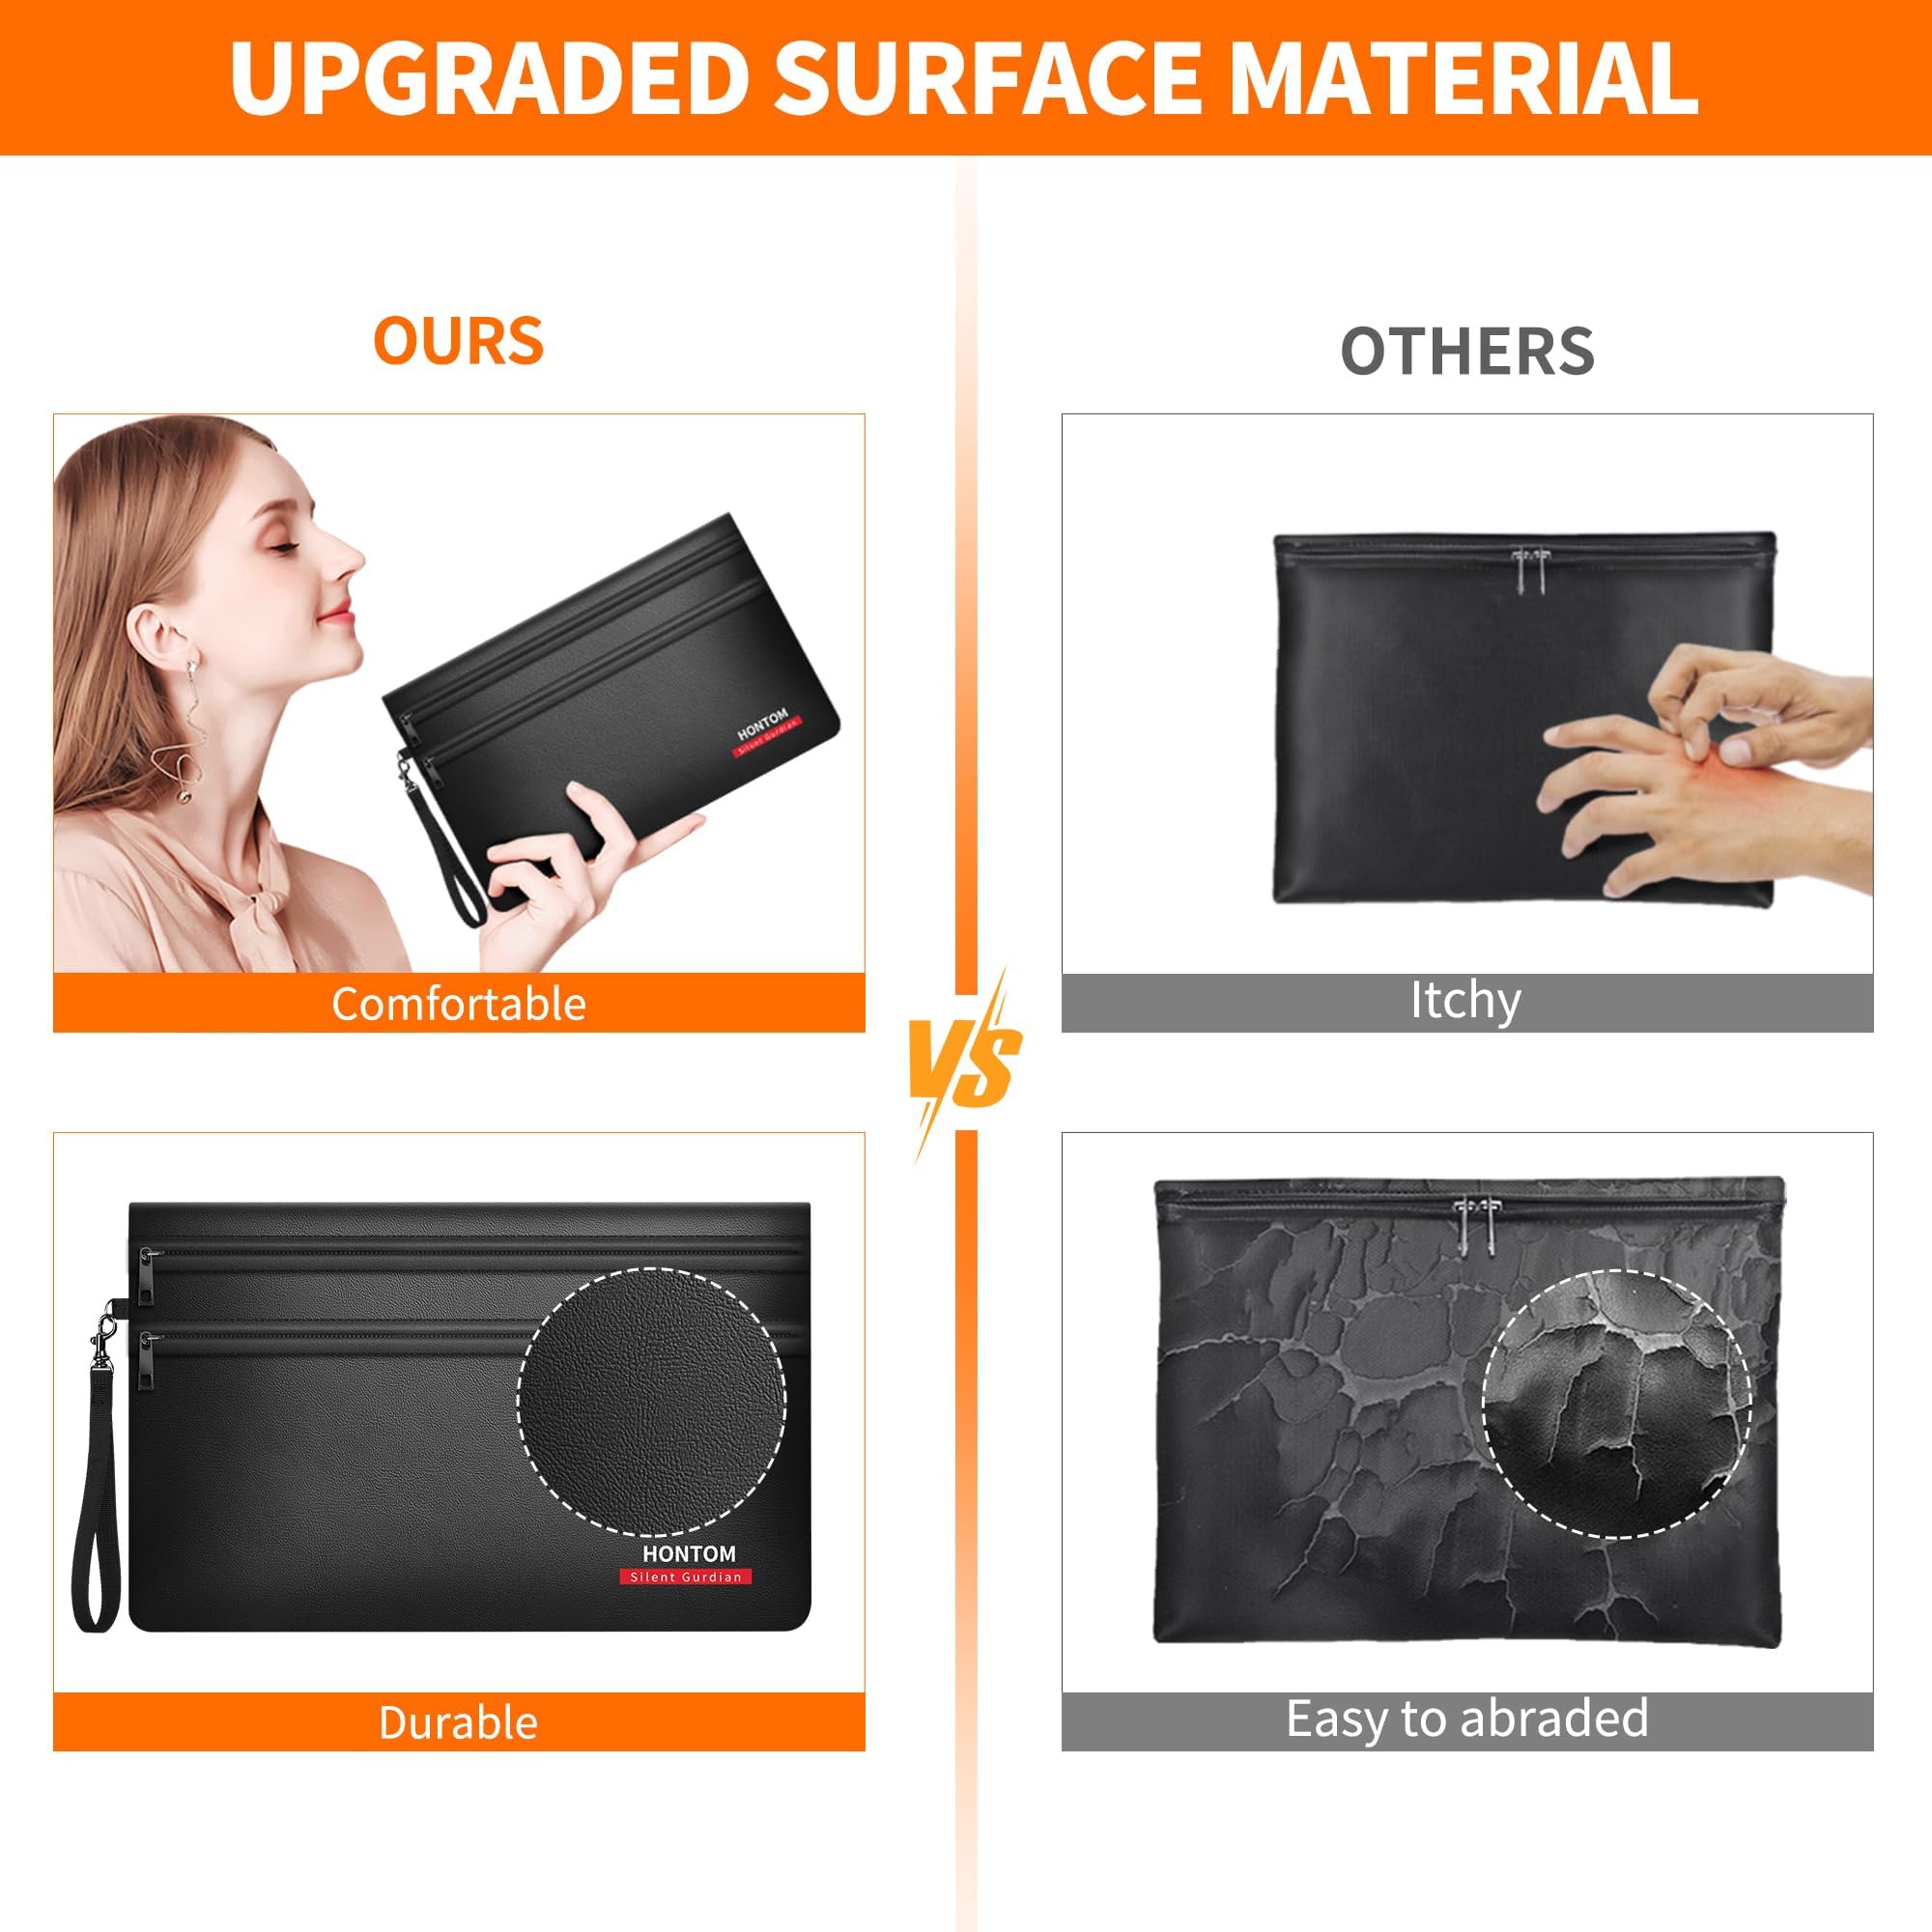 UPGRADED SURFACE MATERIAL
OURS
OTHERS
HONTOM
Silent Gurdian
Comfortable
Itchy
VS
HONTOM
Silent Gurdian
Durable
Easy to abraded